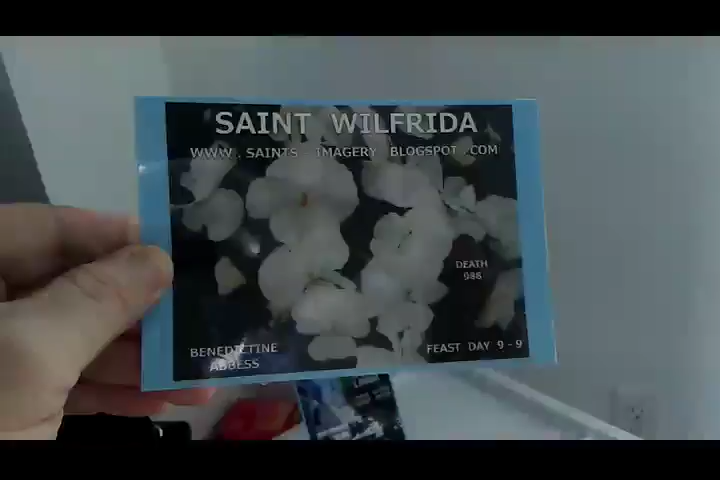 SAINT WILFRIDA
WWW . SAINTS IMAGERY BLOGSPOT .COM
DEATH
988
BENEDICTINE
ABBESS
FEAST DAY 9 - 9